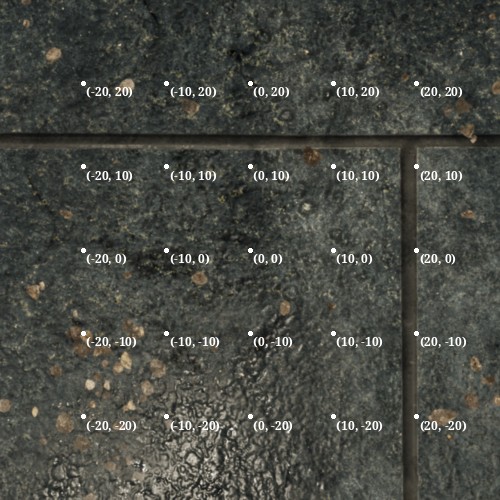 (-20, 20) (-10, 20) (0, 20) (10, 20) (20, 20)
(-20, 10) (-10, 10) (0, 10) (10, 10) (20, 10)
(-20, 0) (-10, 0) (0, 0) (10, 0) (20, 0)
(-20, -10) (-10, -10) (0, -10) (10, -10) (20, -10)
(-20, -20) (-10, -20) (0, -20) (10, -20) (20, -20)